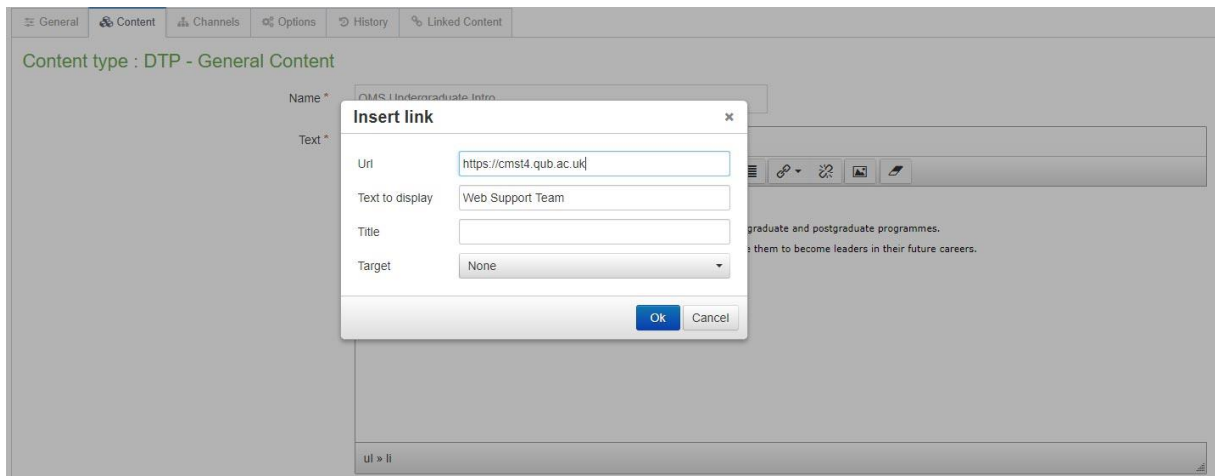 General Content Channels Options History Linked Content
Content type : DTP - General Content
Name * QMS Undergraduate Intro
Insert link ×
Text *
Url https://cmst4.qub.ac.uk
Text to display Web Support Team
Title
graduate and postgraduate programmes.
them to become leaders in their future careers.
Target None
Ok Cancel
ul » li